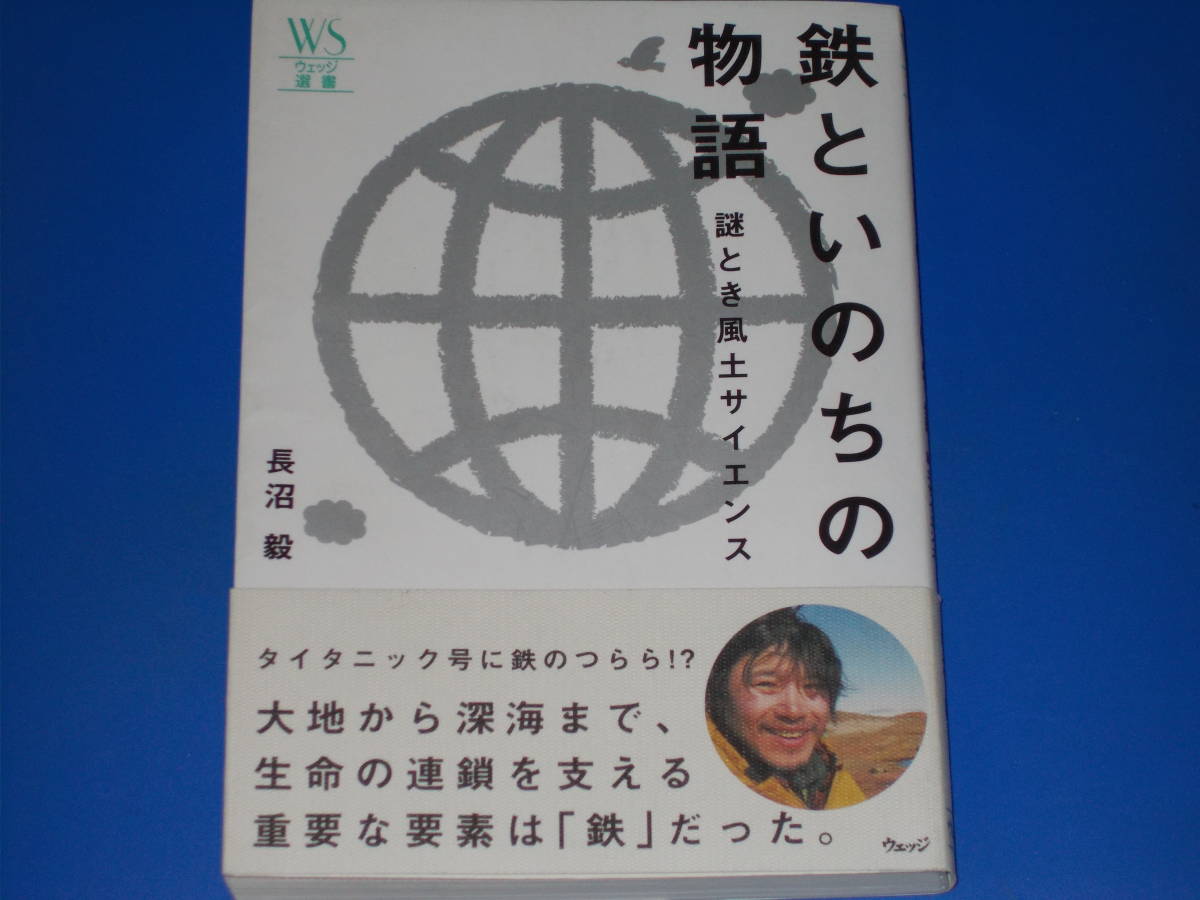 WS
ウェッジ
選書
鉄といのちの
物語
謎とき風土サイエンス
長沼 毅
タイタニック号に鉄のつらら!?
大地から深海まで、
生命の連鎖を支える
重要な要素は「鉄」だった。
ウェッジ